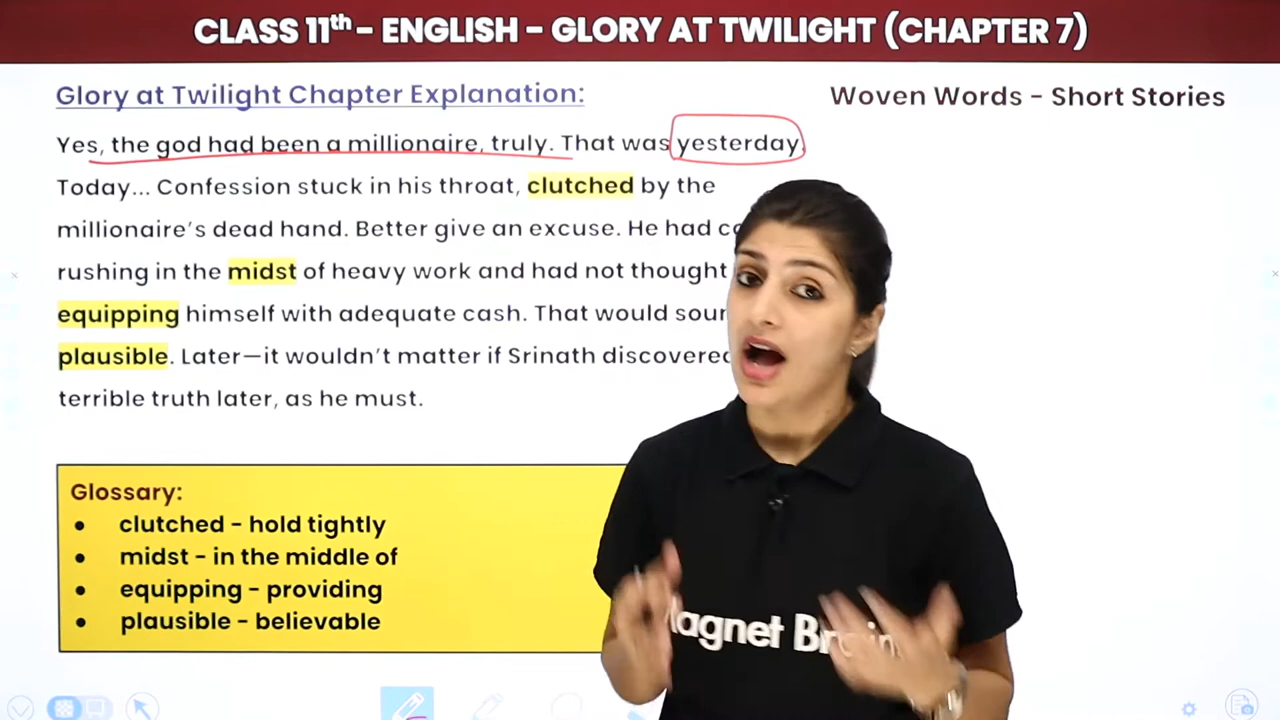 CLASS 11th - ENGLISH - GLORY AT TWILIGHT (CHAPTER 7)
Glory at Twilight Chapter Explanation:
Woven Words - Short Stories
Yes, the god had been a millionaire, truly. That was yesterday.
Today... Confession stuck in his throat, clutched by the
millionaire's dead hand. Better give an excuse. He had
rushing in the midst of heavy work and had not thought
equipping himself with adequate cash. That would
plausible. Later—it wouldn't matter if Srinath
terrible truth later, as he must.
Glossary:
• clutched - hold tightly
• midst - in the middle of
• equipping - providing
• plausible - believable
Magnet Brains